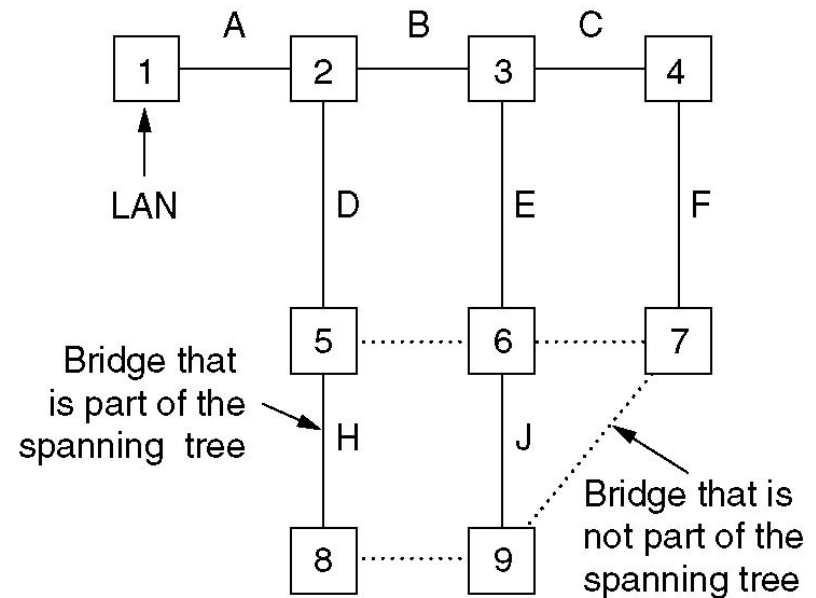 A B C
1 2 3 4
LAN
D E F
5 6 7
Bridge that
is part of the
spanning tree
H J
Bridge that is
not part of the
spanning tree
8 9